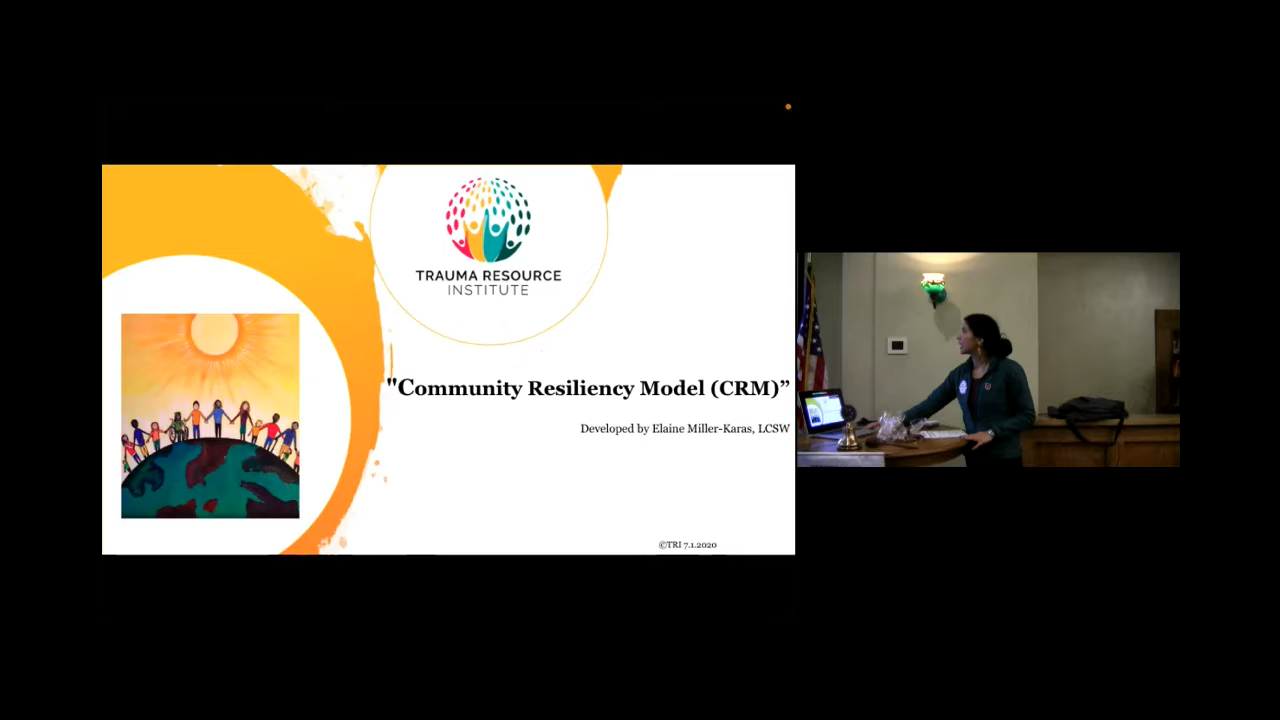 TRAUMA RESOURCE
INSTITUTE
"Community Resiliency Model (CRM)”
Developed by Elaine Miller-Karas, LCSW
©TRI 7.1.2020